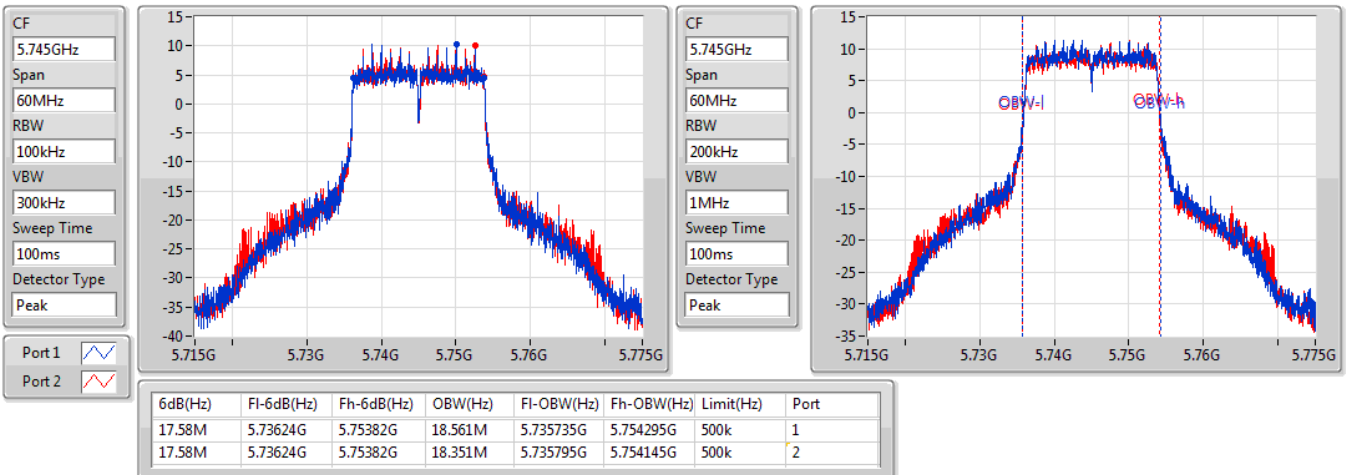 CF
5.745GHz
Span
60MHz
RBW
100kHz
VBW
300kHz
Sweep Time
100ms
Detector Type
Peak
Port 1
Port 2
15
10
5
0
-5
-10
-15
-20
-25
-30
-35
-40
5.715G 5.73G 5.74G 5.75G 5.76G 5.775G
CF
5.745GHz
Span
60MHz
RBW
200kHz
VBW
1MHz
Sweep Time
100ms
Detector Type
Peak
15
10
5
0
-5
-10
-15
-20
-25
-30
-35
OBW-l OBW-h
5.715G 5.73G 5.74G 5.75G 5.76G 5.775G
6dB(Hz) Fl-6dB(Hz) Fh-6dB(Hz) OBW(Hz) Fl-OBW(Hz) Fh-OBW(Hz) Limit(Hz) Port
17.58M 5.73624G 5.75382G 18.561M 5.735735G 5.754295G 500k 1
17.58M 5.73624G 5.75382G 18.351M 5.735795G 5.754145G 500k 2